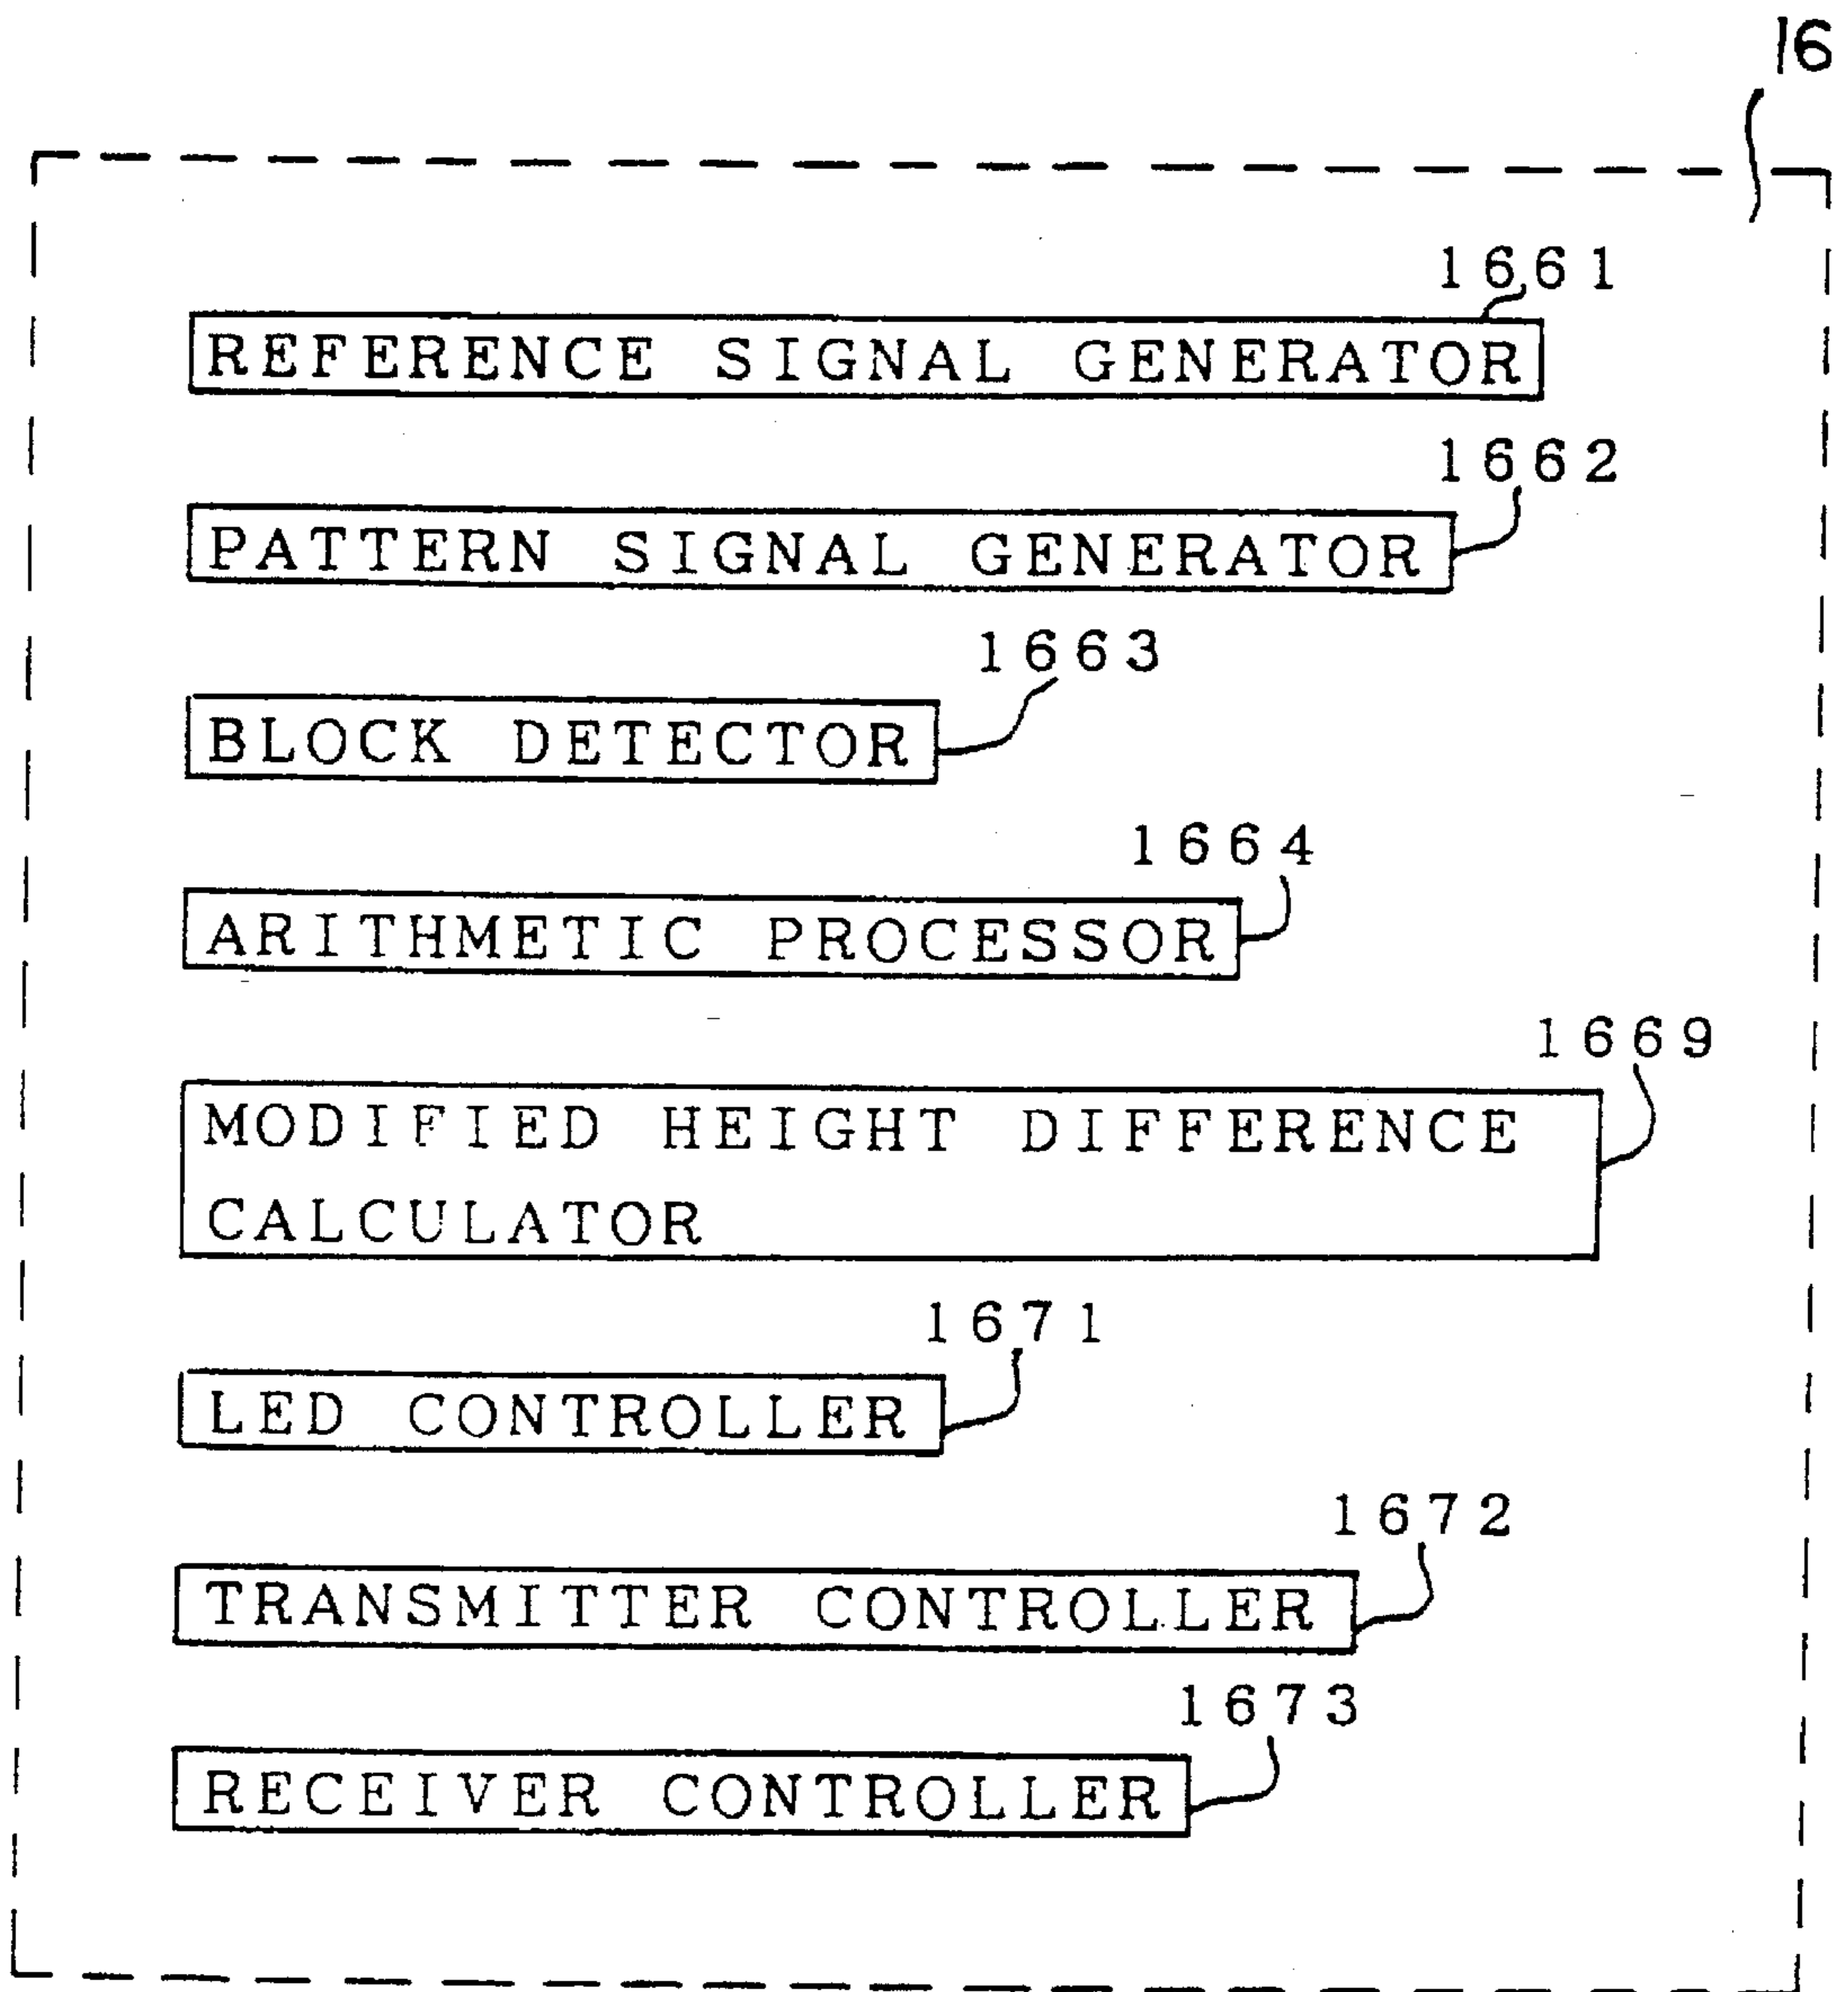 16
1661
REFERENCE SIGNAL GENERATOR
1662
PATTERN SIGNAL GENERATOR
1663
BLOCK DETECTOR
1664
ARITHMETIC PROCESSOR
1669
MODIFIED HEIGHT DIFFERENCE
CALCULATOR
1671
LED CONTROLLER
1672
TRANSMITTER CONTROLLER
1673
RECEIVER CONTROLLER